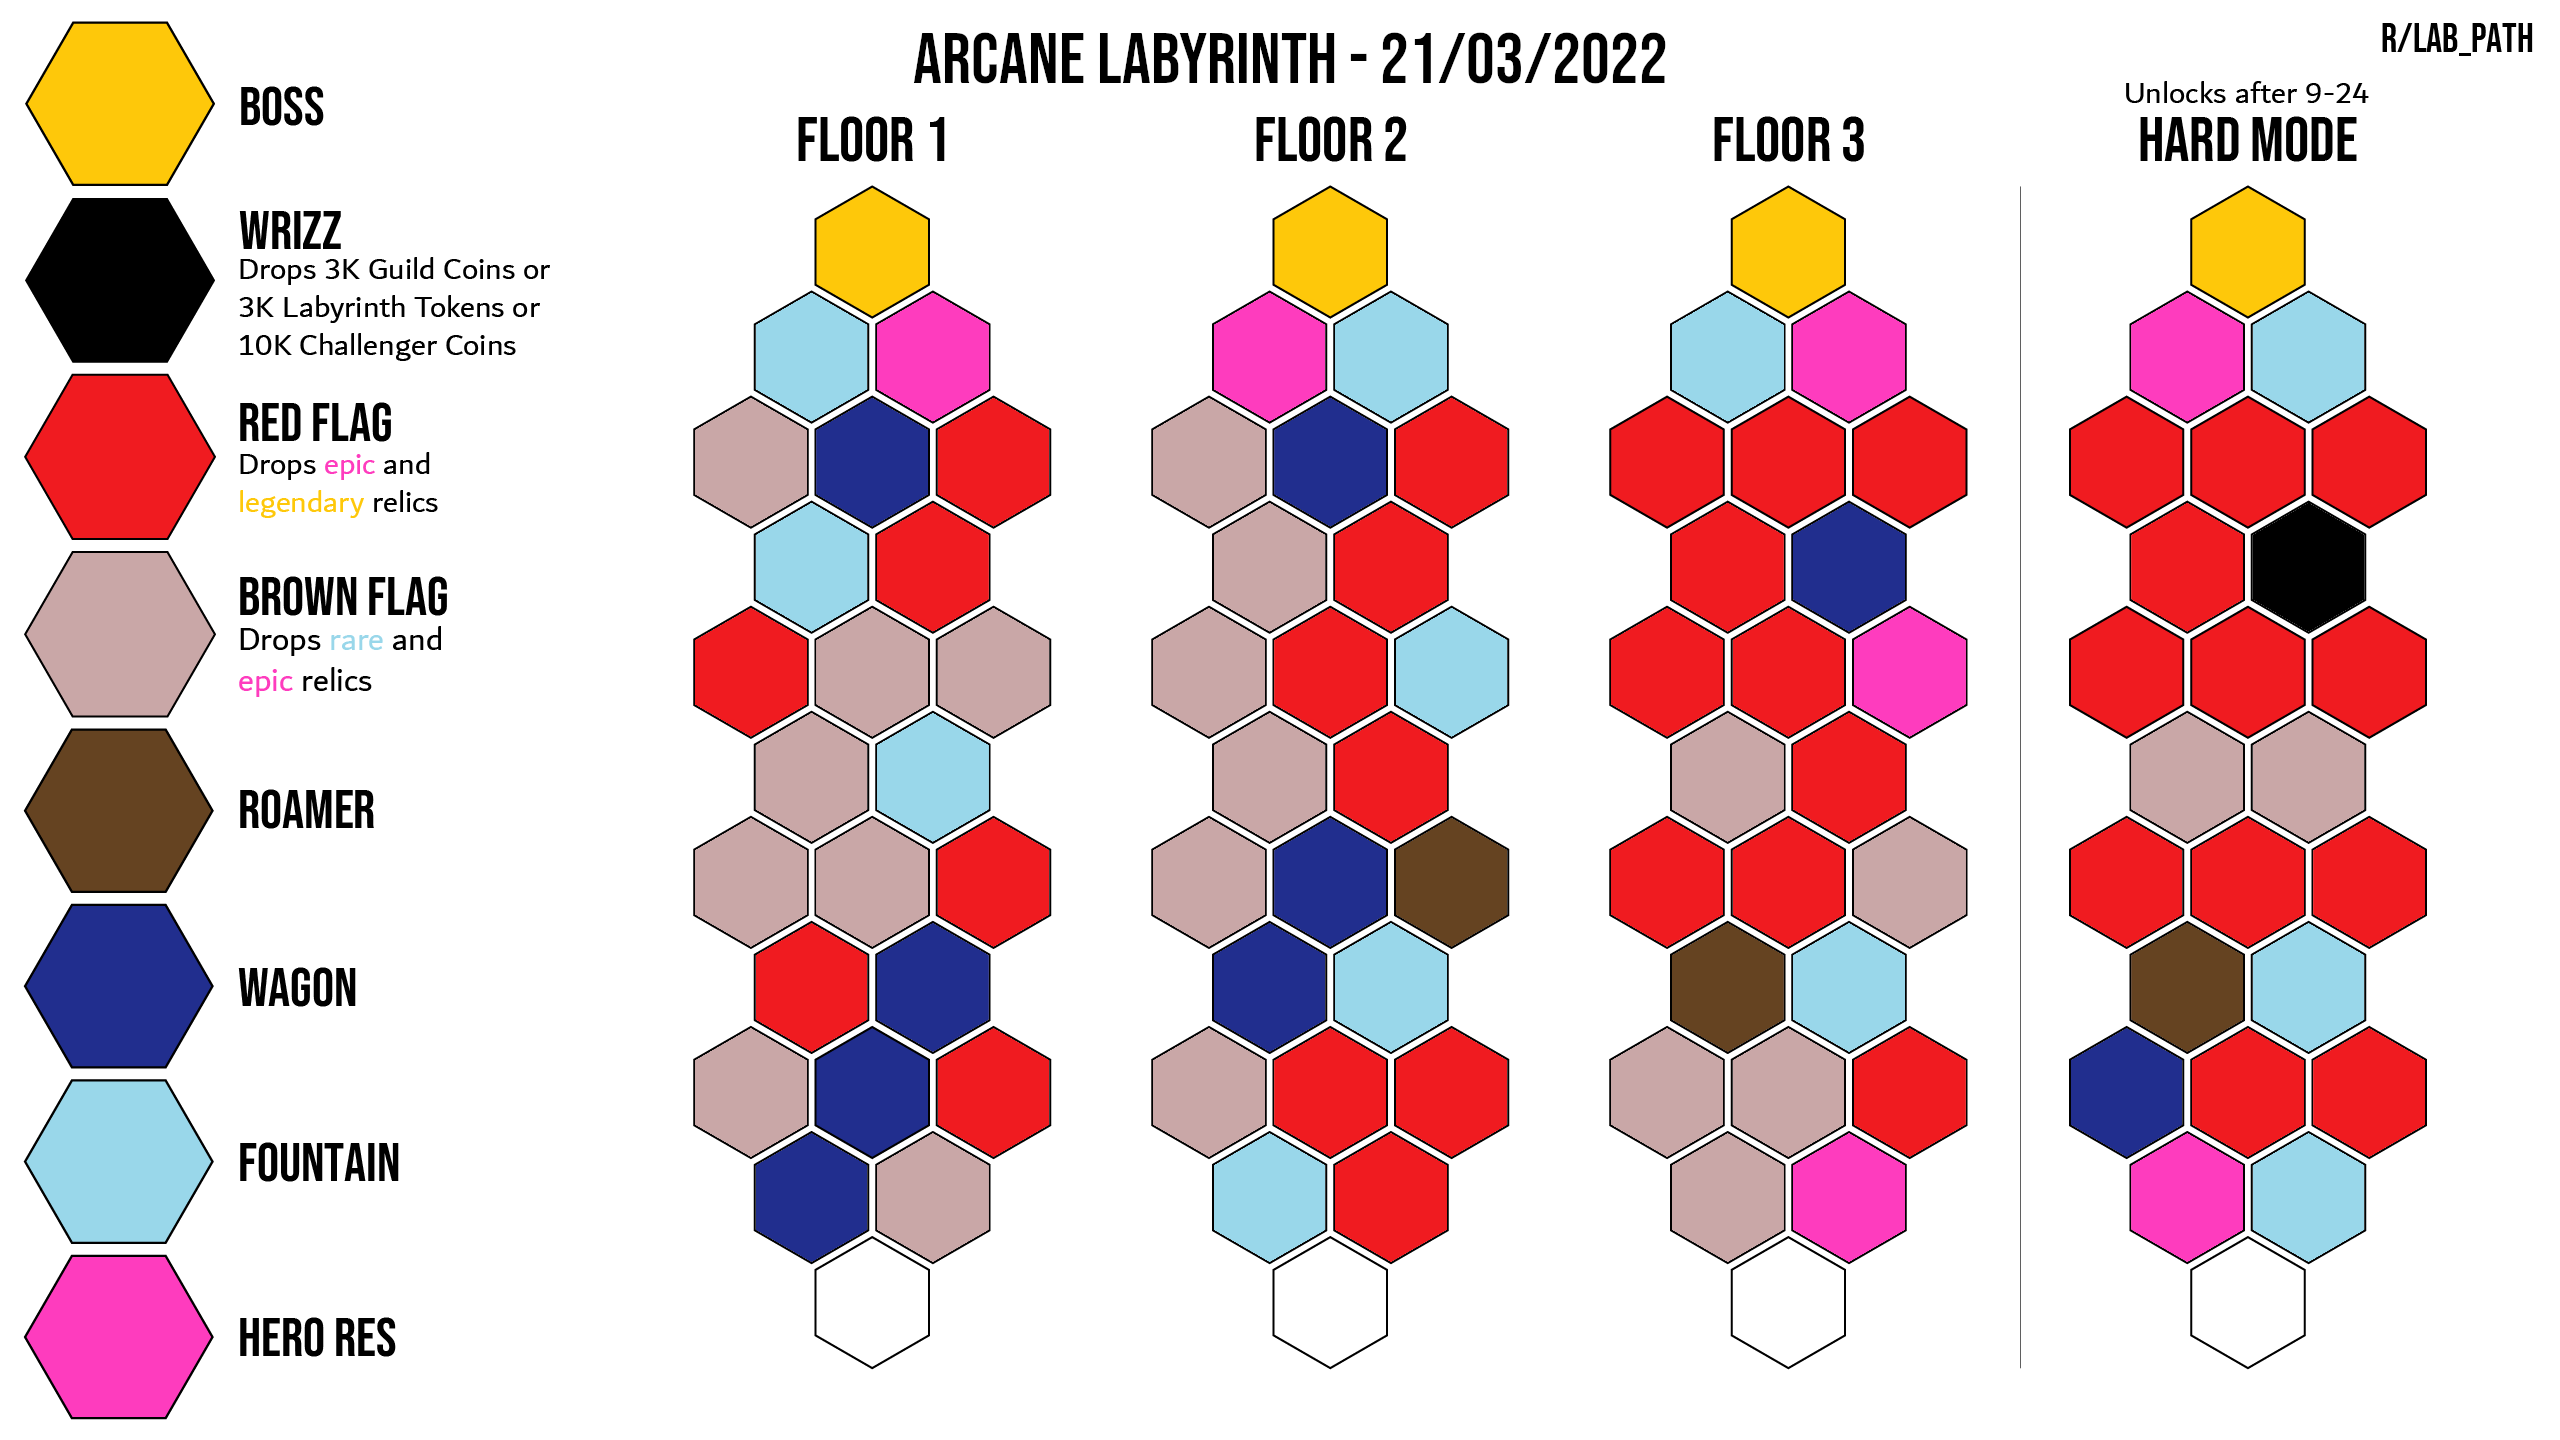 ARCANE LABYRINTH - 21/03/2022
R/LAB_PATH
BOSS
WRIZZ
Drops 3K Guild Coins or
3K Labyrinth Tokens or
10K Challenger Coins
RED FLAG
Drops epic and
legendary relics
BROWN FLAG
Drops rare and
epic relics
ROAMER
WAGON
FOUNTAIN
HERO RES
FLOOR 1
FLOOR 2
FLOOR 3
Unlocks after 9-24
HARD MODE